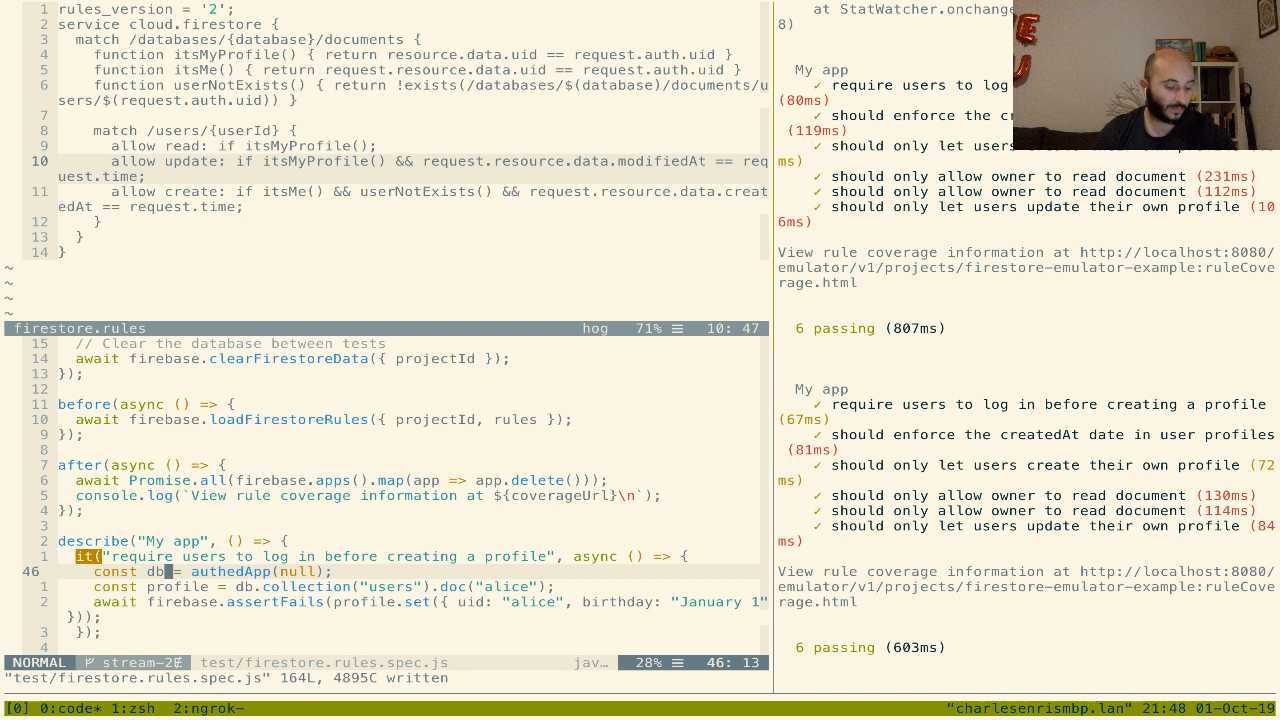 1 rules_version = '2';
2 service cloud.firestore {
3 match /databases/{database}/documents {
4 function itsMyProfile() { return resource.data.uid == request.auth.uid }
5 function itsMe() { return request.resource.data.uid == request.auth.uid }
6 function userNotExists() { return !exists(/databases/$(database)/documents/u
sers/$(request.auth.uid)) }
7
8 match /users/{userId} {
9 allow read: if itsMyProfile();
10 allow update: if itsMyProfile() && request.resource.data.modifiedAt == req
uest.time;
11 allow create: if itsMe() && userNotExists() && request.resource.data.creat
edAt == request.time;
12 }
13 }
14 }
~
~
~
~
firestore.rules hog 71% ☰ 10: 47
15 // Clear the database between tests
14 await firebase.clearFirestoreData({ projectId });
13 });
12
11 before(async () => {
10 await firebase.loadFirestoreRules({ projectId, rules });
9 });
8
7 after(async () => {
6 await Promise.all(firebase.apps().map(app => app.delete()));
5 console.log(`View rule coverage information at ${coverageUrl}\n`);
4 });
3
2 describe("My app", () => {
1 it("require users to log in before creating a profile", async () => {
46 const db = authedApp(null);
1 const profile = db.collection("users").doc("alice");
2 await firebase.assertFails(profile.set({ uid: "alice", birthday: "January 1"
}));
3 });
4
NORMAL stream-2 test/firestore.rules.spec.js jav… 28% ☰ 46: 13
"test/firestore.rules.spec.js" 164L, 4895C written
at StatWatcher.onchange
8)
My app
✓ require users to log
(80ms)
✓ should enforce the cr
(119ms)
✓ should only let users
ms)
✓ should only allow owner to read document (231ms)
✓ should only allow owner to read document (112ms)
✓ should only let users update their own profile (10
6ms)
View rule coverage information at http://localhost:8080/
emulator/v1/projects/firestore-emulator-example:ruleCove
rage.html
6 passing (807ms)
My app
✓ require users to log in before creating a profile
(67ms)
✓ should enforce the createdAt date in user profiles
(81ms)
✓ should only let users create their own profile (72
ms)
✓ should only allow owner to read document (130ms)
✓ should only allow owner to read document (114ms)
✓ should only let users update their own profile (84
ms)
View rule coverage information at http://localhost:8080/
emulator/v1/projects/firestore-emulator-example:ruleCove
rage.html
6 passing (603ms)
[0] 0:code* 1:zsh 2:ngrok- "charlesenrismbp.lan" 21:48 01-Oct-19